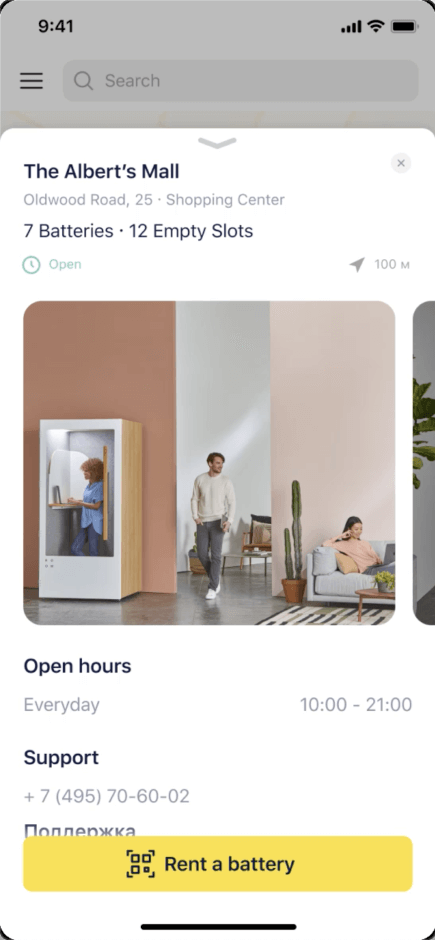 9:41
Search
The Albert's Mall
Oldwood Road, 25 · Shopping Center
7 Batteries · 12 Empty Slots
Open
100 м
Open hours
Everyday
10:00 - 21:00
Support
+ 7 (495) 70-60-02
Поддержка
Rent a battery